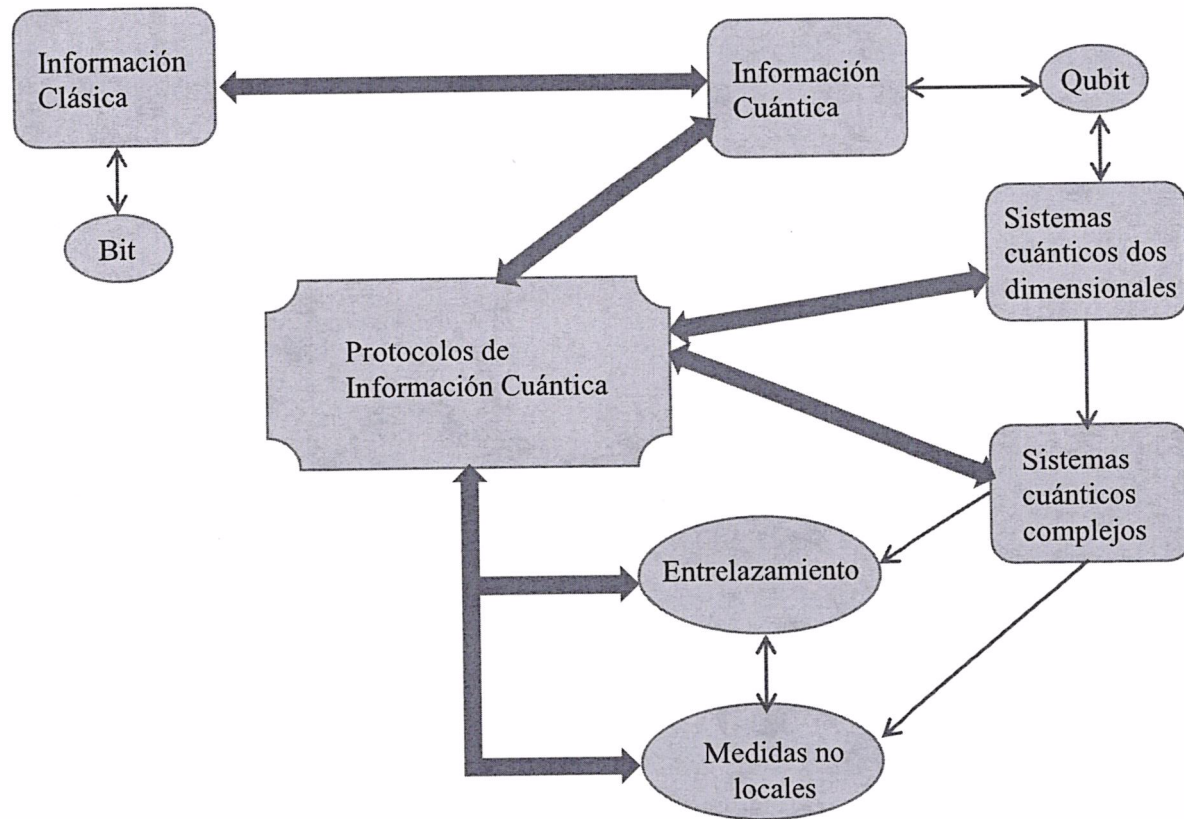 Información
Clásica
Información
Cuántica
Qubit
Bit
Sistemas
cuánticos dos
dimensionales
Protocolos de
Información Cuántica
Sistemas
cuánticos
complejos
Entrelazamiento
Medidas no
locales